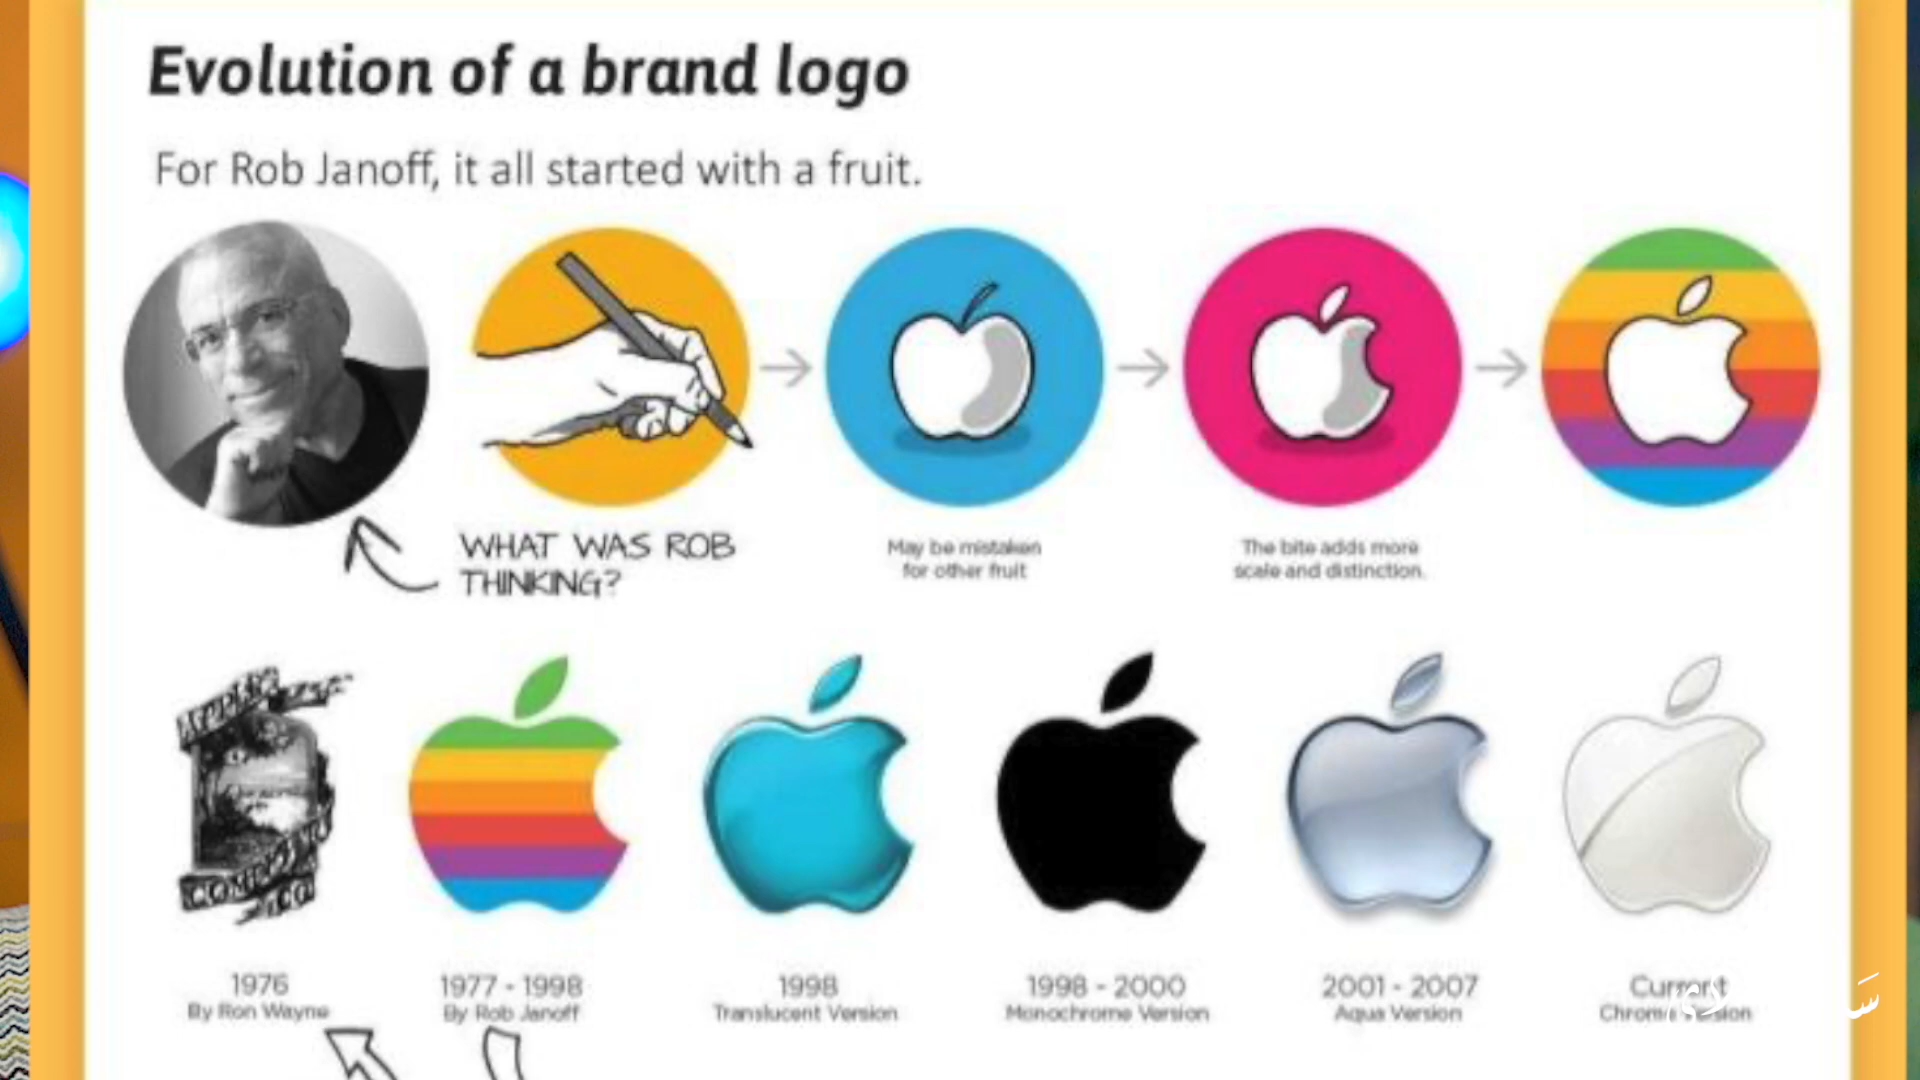 Evolution of a brand logo
For Rob Janoff, it all started with a fruit.
WHAT WAS ROB
THINKING?
May be mistaken
for other fruit
The bite adds more
scale and distinction.
COMPUTER
CO
1976
By Ron Wayne
1977 - 1998
By Rob Janoff
1998
Translucent Version
1998 - 2000
Monochrome Version
2001 - 2007
Aqua Version
Current